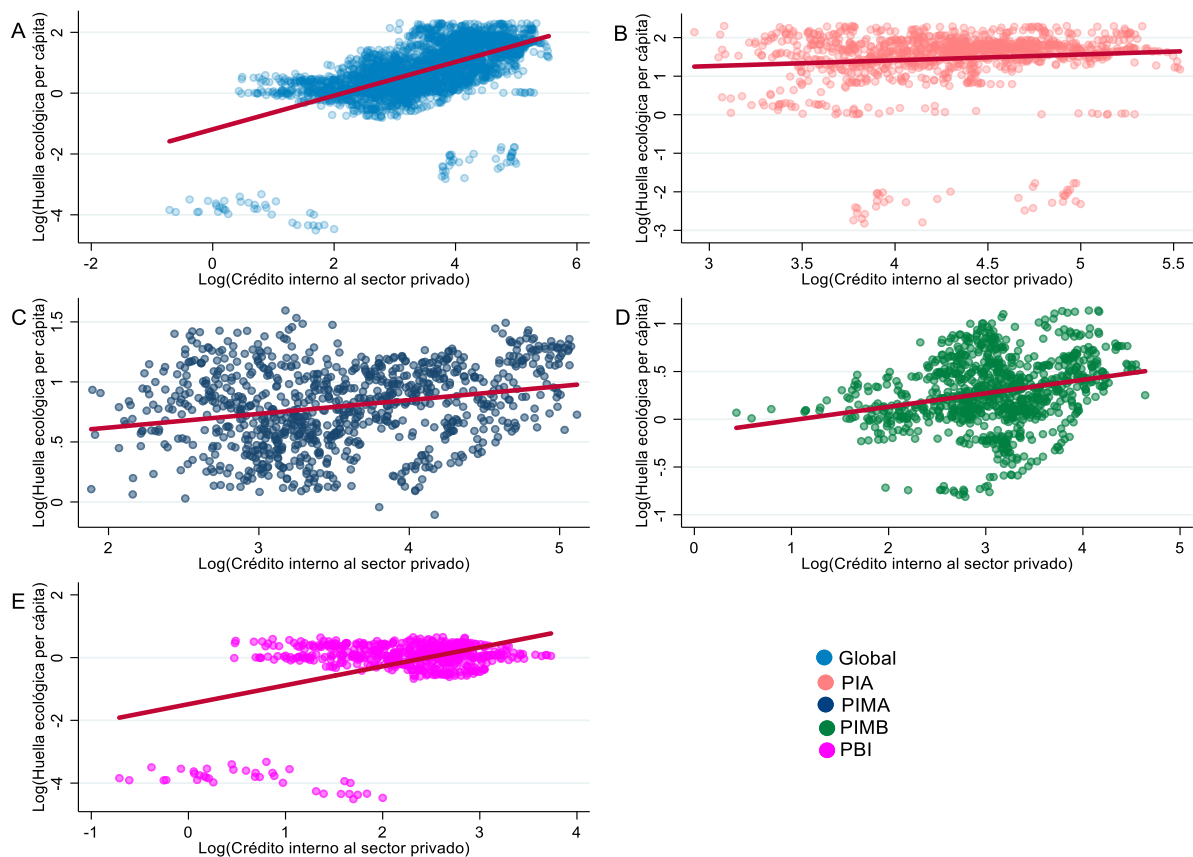 A
Log(Huella ecológica per cápita)
2
0
-2
-4
-2 0 2 4 6
Log(Crédito interno al sector privado)
B
Log(Huella ecológica per cápita)
2
1
0
-1
-2
-3
3 3.5 4 4.5 5 5.5
Log(Crédito interno al sector privado)
C
Log(Huella ecológica per cápita)
1.5
1
.5
0
2 3 4 5
Log(Crédito interno al sector privado)
D
Log(Huella ecológica per cápita)
1
.5
0
-.5
-1
0 1 2 3 4 5
Log(Crédito interno al sector privado)
E
Log(Huella ecológica per cápita)
2
0
-2
-4
-1 0 1 2 3 4
Log(Crédito interno al sector privado)
Global
PIA
PIMA
PIMB
PBI